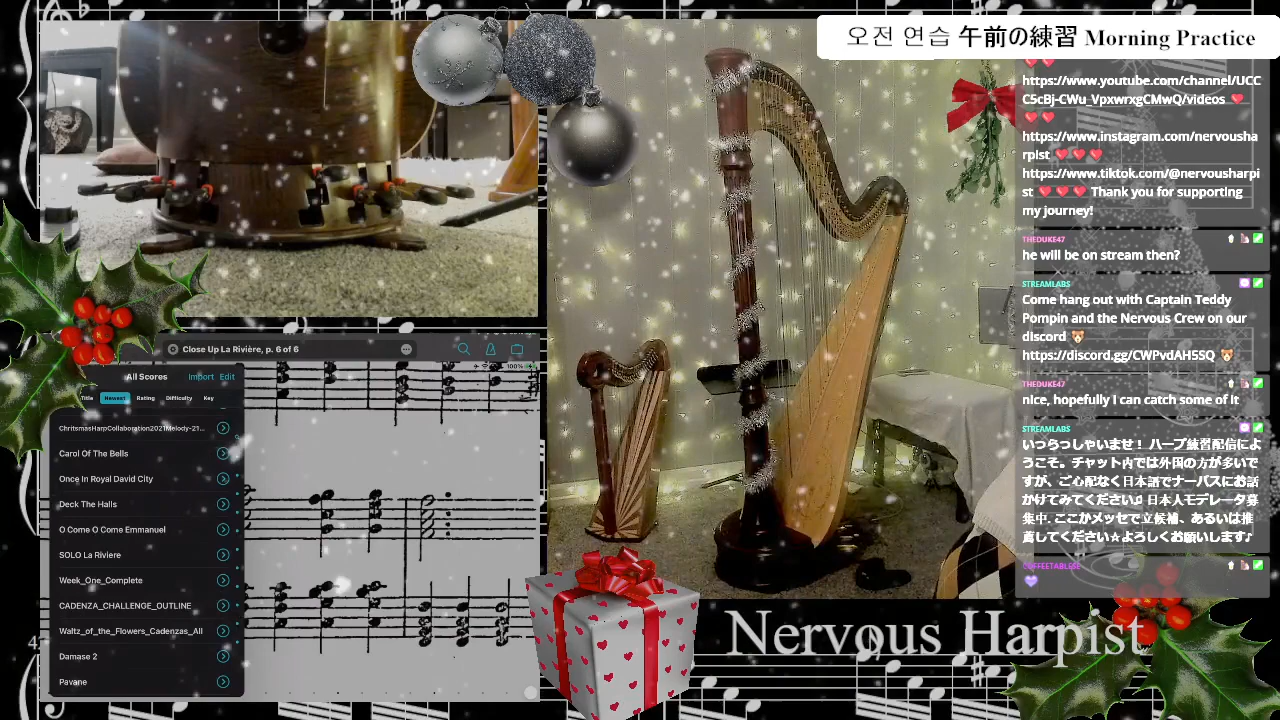 오전 연습 午前の練習 Morning Practice
https://www.youtube.com/channel/UCC
C5cBj-CWu_VpxwrxgCMwQ/videos ❤️
❤️ ❤️
https://www.instagram.com/nervousha
rpist ❤️ ❤️ ❤️
https://www.tiktok.com/@nervousharpi
st ❤️ ❤️ ❤️ Thank you for supporting
my journey!
THEDUKE47
he will be on stream then?
STREAMLABS
Come hang out with Captain Teddy
Pompin and the Nervous Crew on our
discord 🐻
https://discord.gg/CWPvdAH5SQ 🐻
THEDUKE47
nice, hopefully I can catch some of it
STREAMLABS
いらっしゃいませ！ ハープ練習配信によ
うこそ。チャット内では外国の方が多いで
すが、ご心配なく日本語でナーバスにお話
かけてみてください♫ 日本人モデレータ募
集中. ここかメッセで立候補、あるいは推
薦してください☆よろしくお願いします♪
COFFEETABLESE
💜
Close Up La Rivière, p. 6 of 6
100%
All Scores
Import Edit
Title Newest Rating Difficulty Key
ChritsmasHarpCollaboration2021Melody-21...
Carol Of The Bells
Once In Royal David City
Deck The Halls
O Come O Come Emmanuel
SOLO La Riviere
Week_One_Complete
CADENZA_CHALLENGE_OUTLINE
Waltz_of_the_Flowers_Cadenzas_All
Damase 2
Pavane
Nervous Harpist